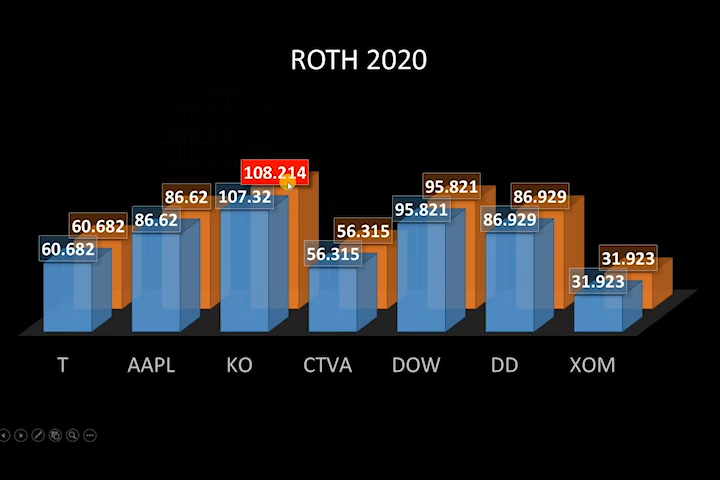 ROTH 2020
108.214
86.62 107.32 95.821 86.929
60.682 86.62 56.315 95.821 86.929
60.682 56.315 31.923
31.923
T AAPL KO CTVA DOW DD XOM